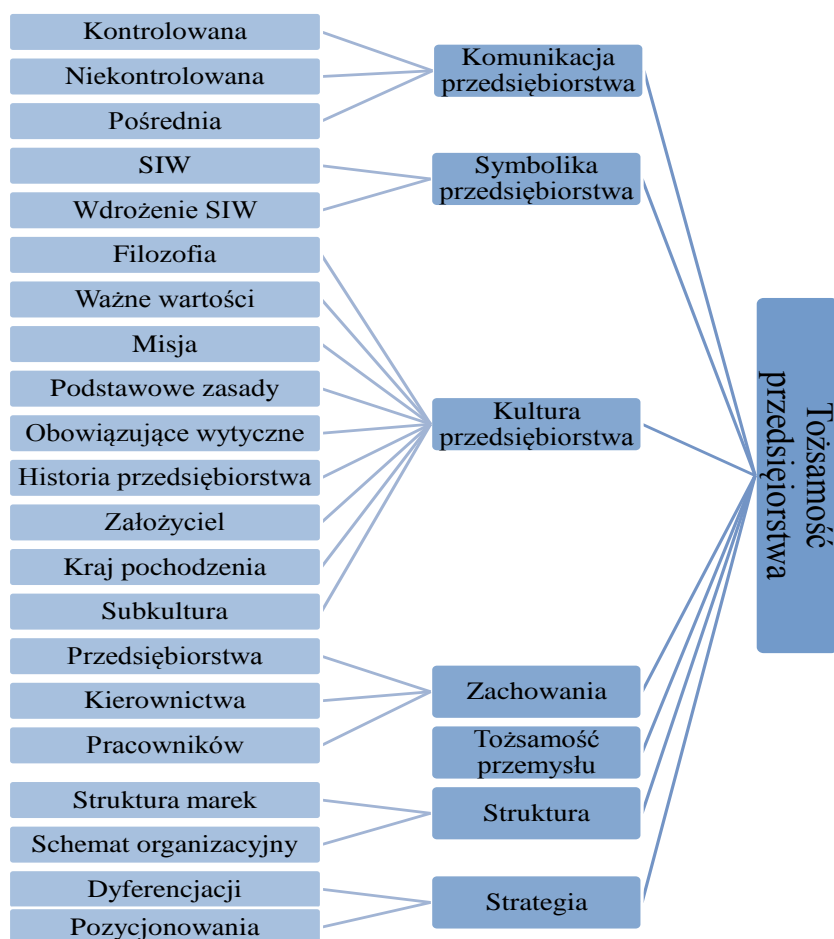 Kontrolowana
Niekontrolowana
Pośrednia
SIW
Wdrożenie SIW
Filozofia
Ważne wartości
Misja
Podstawowe zasady
Obowiązujące wytyczne
Historia przedsiębiorstwa
Założyciel
Kraj pochodzenia
Subkultura
Przedsiębiorstwa
Kierownictwa
Pracowników
Struktura marek
Schemat organizacyjny
Dyferencjacji
Pozycjonowania
Komunikacja
przedsiębiorstwa
Symbolika
przedsiębiorstwa
Kultura
przedsiębiorstwa
Zachowania
Tożsamość
przemysłu
Struktura
Strategia
Tożsamość
przedsięiorstwa